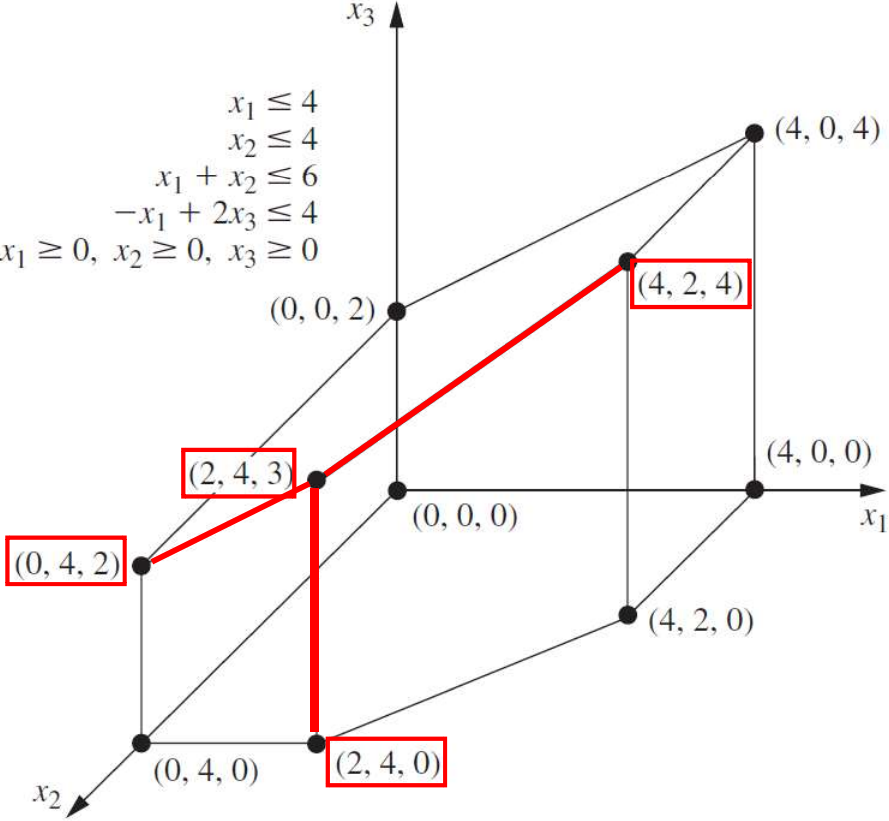 x₃
x₁ ≤ 4
x₂ ≤ 4
x₁ + x₂ ≤ 6
−x₁ + 2x₃ ≤ 4
x₁ ≥ 0, x₂ ≥ 0, x₃ ≥ 0
(4, 0, 4)
(4, 2, 4)
(0, 0, 2)
(2, 4, 3)
(4, 0, 0)
(0, 0, 0)
x₁
(0, 4, 2)
(4, 2, 0)
(0, 4, 0)
(2, 4, 0)
x₂